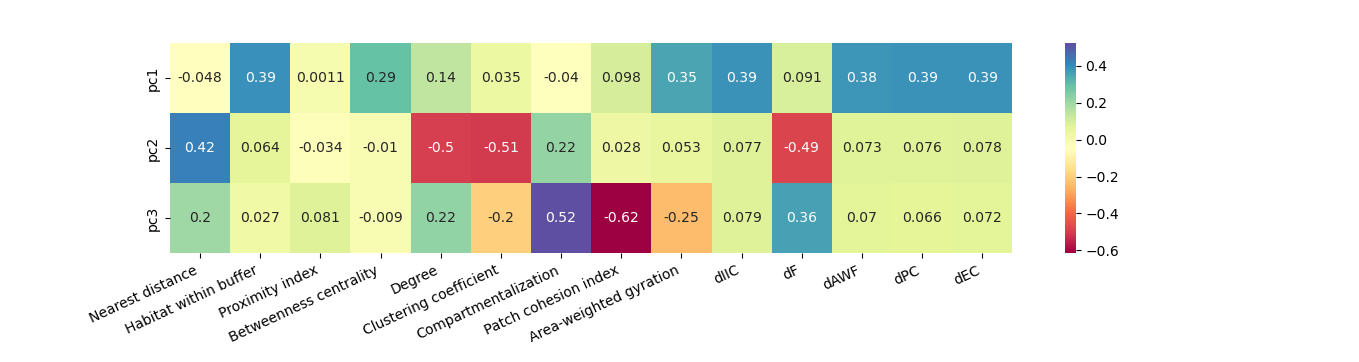 pc1 -0.048 0.39 0.0011 0.29 0.14 0.035 -0.04 0.098 0.35 0.39 0.091 0.38 0.39 0.39
pc2 0.42 0.064 -0.034 -0.01 -0.5 -0.51 0.22 0.028 0.053 0.077 -0.49 0.073 0.076 0.078
pc3 0.2 0.027 0.081 -0.009 0.22 -0.2 0.52 -0.62 -0.25 0.079 0.36 0.07 0.066 0.072
Nearest distance
Habitat within buffer
Proximity index
Betweenness centrality
Degree
Clustering coefficient
Compartmentalization
Patch cohesion index
Area-weighted gyration
dIIC
dF
dAWF
dPC
dEC
0.4
0.2
0.0
−0.2
−0.4
−0.6